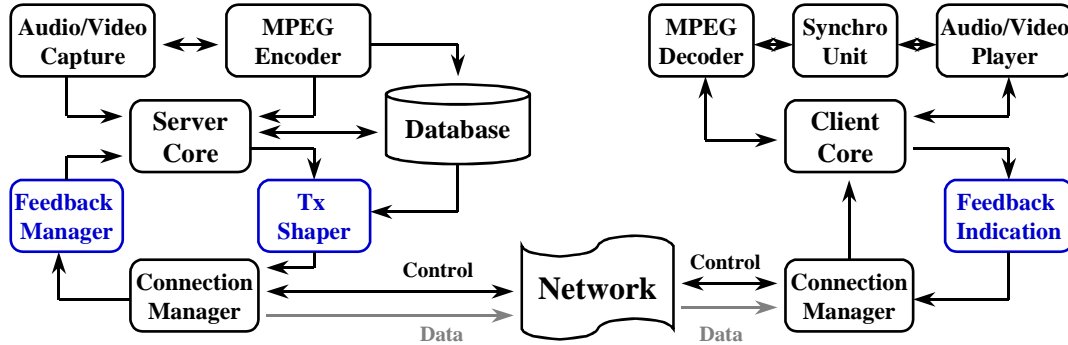 Audio/Video
Capture
MPEG
Encoder
Server
Core
Database
Feedback
Manager
Tx
Shaper
Connection
Manager
Control
Data
Network
MPEG
Decoder
Synchro
Unit
Audio/Video
Player
Client
Core
Feedback
Indication
Control
Data
Connection
Manager